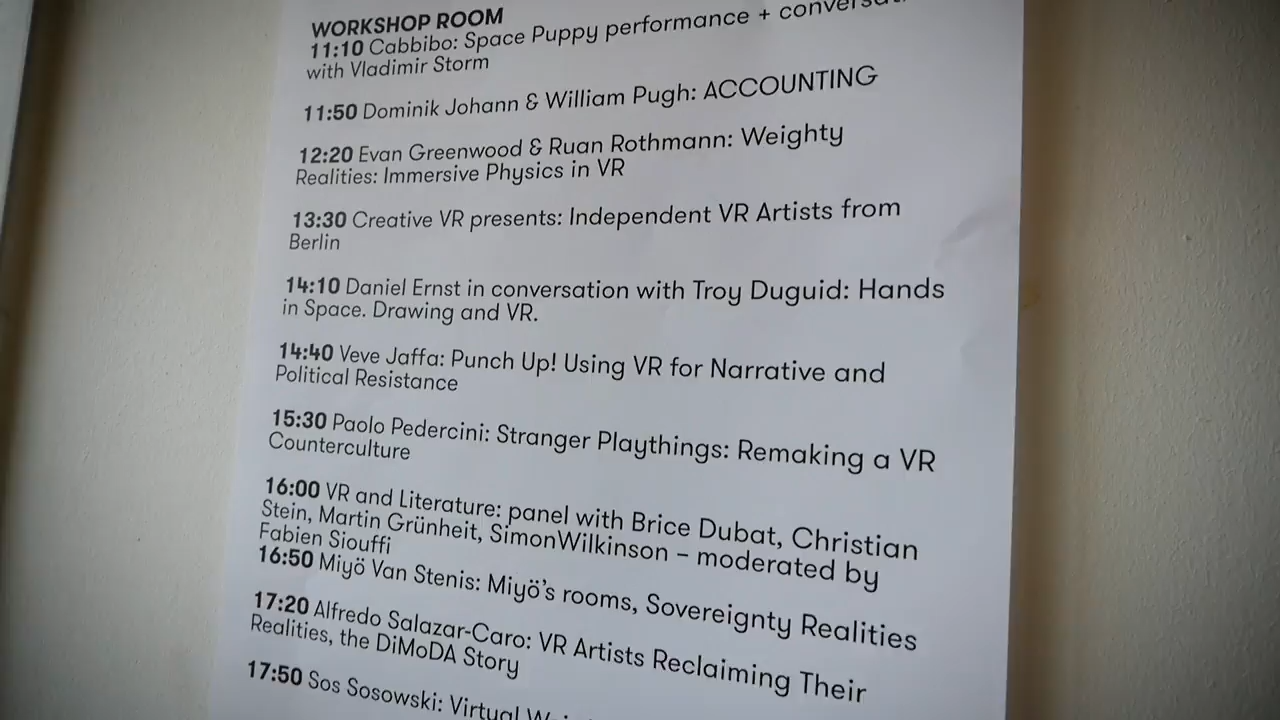 WORKSHOP ROOM
11:10 Cabbibo: Space Puppy performance +
with Vladimir Storm
11:50 Dominik Johann & William Pugh: ACCOUNTING
12:20 Evan Greenwood & Ruan Rothmann: Weighty
Realities: Immersive Physics in VR
13:30 Creative VR presents: Independent VR Artists from
Berlin
14:10 Daniel Ernst in conversation with Troy Duguid: Hands
in Space. Drawing and VR.
14:40 Veve Jaffa: Punch Up! Using VR for Narrative and
Political Resistance
15:30 Paolo Pedercini: Stranger Playthings: Remaking a VR
Counterculture
16:00 VR and Literature: panel with Brice Dubat, Christian
Stein, Martin Grünheit, SimonWilkinson – moderated by
Fabien Siouffi
16:50 Miyö Van Stenis: Miyö's rooms, Sovereignty Realities
17:20 Alfredo Salazar-Caro: VR Artists Reclaiming Their
Realities, the DiMoDA Story
17:50 Sos Sosowski: Virtual